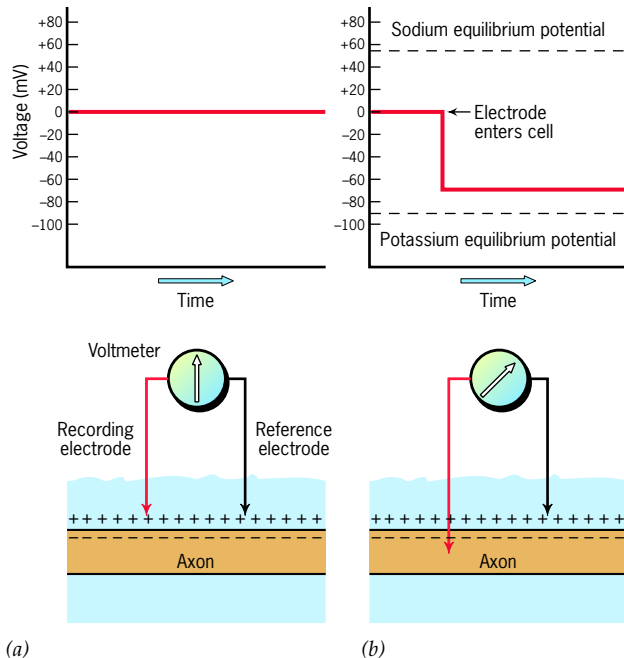 Voltage (mV)
+80
+60
+40
+20
0
−20
−40
−60
−80
−100
Time
+80
+60
+40
+20
0
−20
−40
−60
−80
−100
Sodium equilibrium potential
Electrode
enters cell
Potassium equilibrium potential
Time
Voltmeter
Recording
electrode
Reference
electrode
+ + + + + + + + + + + + + + + + +
Axon
+ + + + + + + + + + + + + + + + +
Axon
(a)
(b)